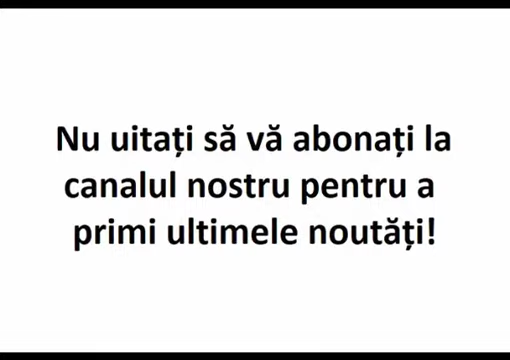 Nu uitați să vă abonați la
canalul nostru pentru a
primi ultimele noutăți!